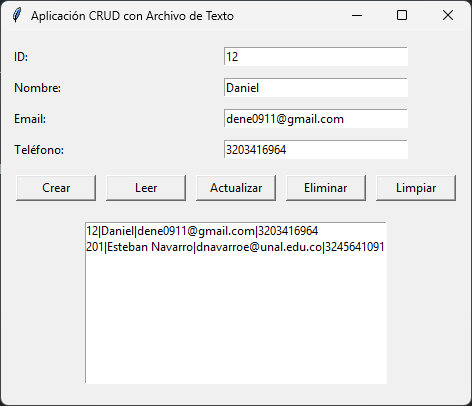 Aplicación CRUD con Archivo de Texto
ID: 12
Nombre: Daniel
Email: dene0911@gmail.com
Teléfono: 3203416964
Crear Leer Actualizar Eliminar Limpiar
12|Daniel|dene0911@gmail.com|3203416964
201|Esteban Navarro|dnavarroe@unal.edu.co|3245641091